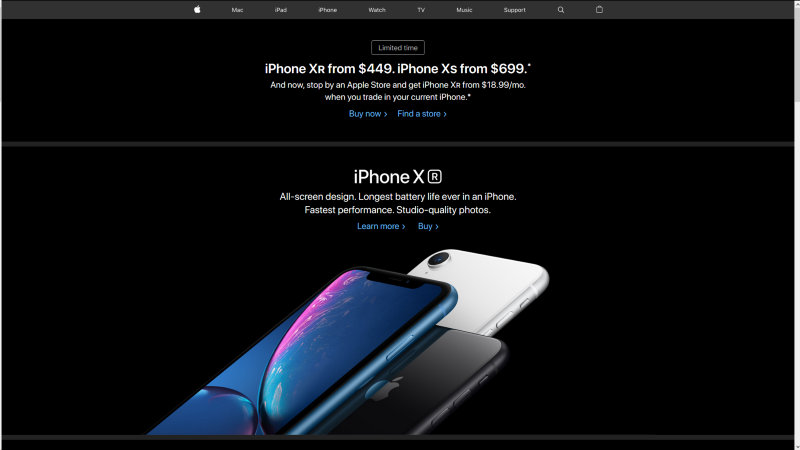 Mac iPad iPhone Watch TV Music Support
Limited time
iPhone XR from $449. iPhone XS from $699.*
And now, stop by an Apple Store and get iPhone XR from $18.99/mo.
when you trade in your current iPhone.*
Buy now > Find a store >
iPhone X R
All-screen design. Longest battery life ever in an iPhone.
Fastest performance. Studio-quality photos.
Learn more > Buy >